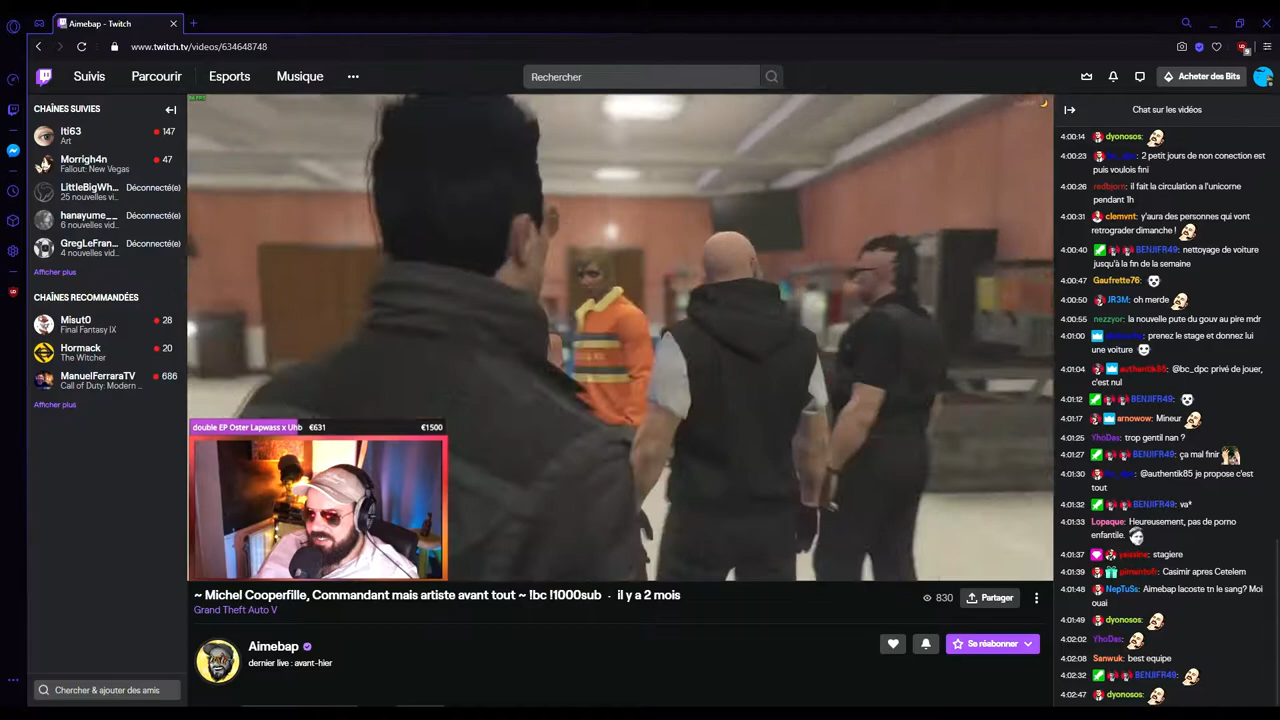 Aimebap - Twitch
www.twitch.tv/videos/634648748
Suivis
Parcourir
Esports
Musique
Rechercher
Acheter des Bits
CHAÎNES SUIVIES
lti63
147
Art
Morrigh4n
47
Fallout: New Vegas
LittleBigWh...
Déconnecté(e)
25 nouvelles vi...
hanayume__
Déconnecté(e)
6 nouvelles vid...
GregLeFran...
Déconnecté(e)
4 nouvelles vid...
Afficher plus
CHAÎNES RECOMMANDÉES
Misut0
28
Final Fantasy IX
Hormack
20
The Witcher
ManuelFerraraTV
686
Call of Duty: Modern ...
Afficher plus
Chercher & ajouter des amis
double EP Oster Lapwass x Uhb
€631
€1500
~ Michel Cooperfille, Commandant mais artiste avant tout ~ !bc !1000sub · il y a 2 mois
Grand Theft Auto V
830
Partager
Aimebap
dernier live : avant-hier
Se réabonner
Chat sur les vidéos
4:00:14 dyonosos:
4:00:23 bc_dpc: 2 petit jours de non conection est
puis voulois fini
4:00:26 redbjorn: il fait la circulation a l'unicorne
pendant 1h
4:00:31 clemvnt: y'aura des personnes qui vont
retrograder dimanche !
4:00:40 BENJIFR49: nettoyage de voiture
jusqu'à la fin de la semaine
4:00:47 Gaufrette76:
4:00:50 JR3M: oh merde
4:00:55 nezzyor: la nouvelle pute du gouv au pire mdr
4:01:00 : prenez le stage et donnez lui
une voiture
4:01:04 authentik85: @bc_dpc privé de jouer,
c'est nul
4:01:12 BENJIFR49:
4:01:17 arnowow: Mineur
4:01:25 YhoDas: trop gentil nan ?
4:01:27 BENJIFR49: ça mal fnir
4:01:30 bc_dpc: @authentik85 je propose c'est
tout
4:01:32 BENJIFR49: va*
4:01:33 Lopaque: Heureusement, pas de porno
enfantile.
4:01:37 yassine: stagiere
4:01:39 pimentvfr: Casimir apres Cetelem
4:01:48 NepTuSs: Aimebap lacoste tn le sang? Moi
ouai
4:01:49 dyonosos:
4:02:02 YhoDas:
4:02:08 Sanwuk: best equipe
4:02:32 BENJIFR49:
4:02:47 dyonosos: